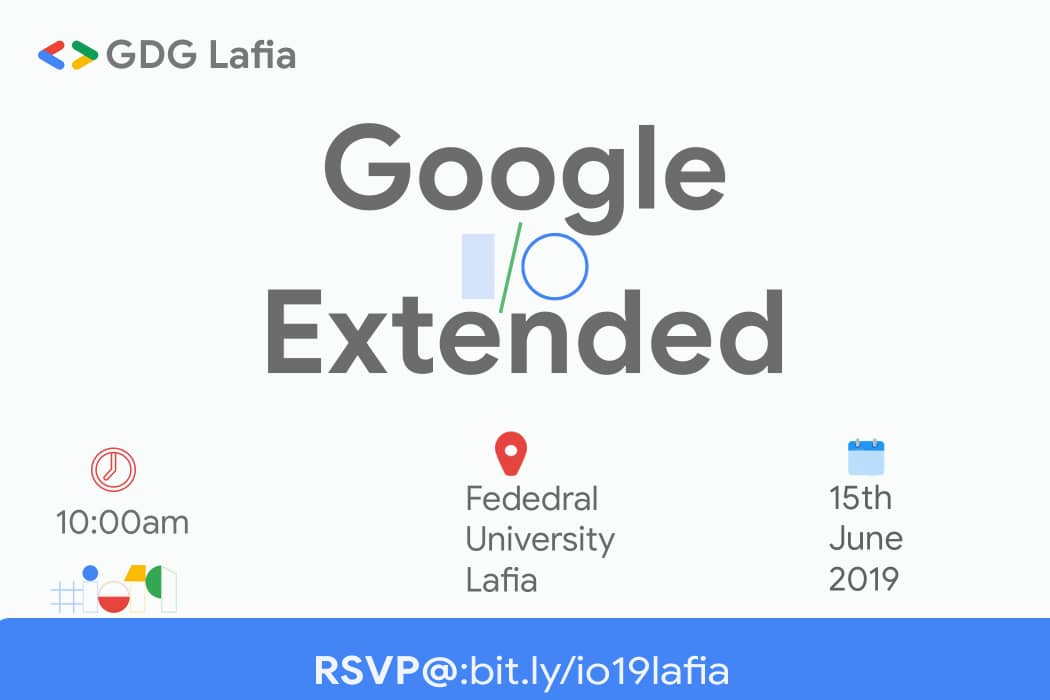 GDG Lafia
Google
I/O
Extended
10:00am
Fededral
University
Lafia
15th
June
2019
#io19
RSVP@:bit.ly/io19lafia